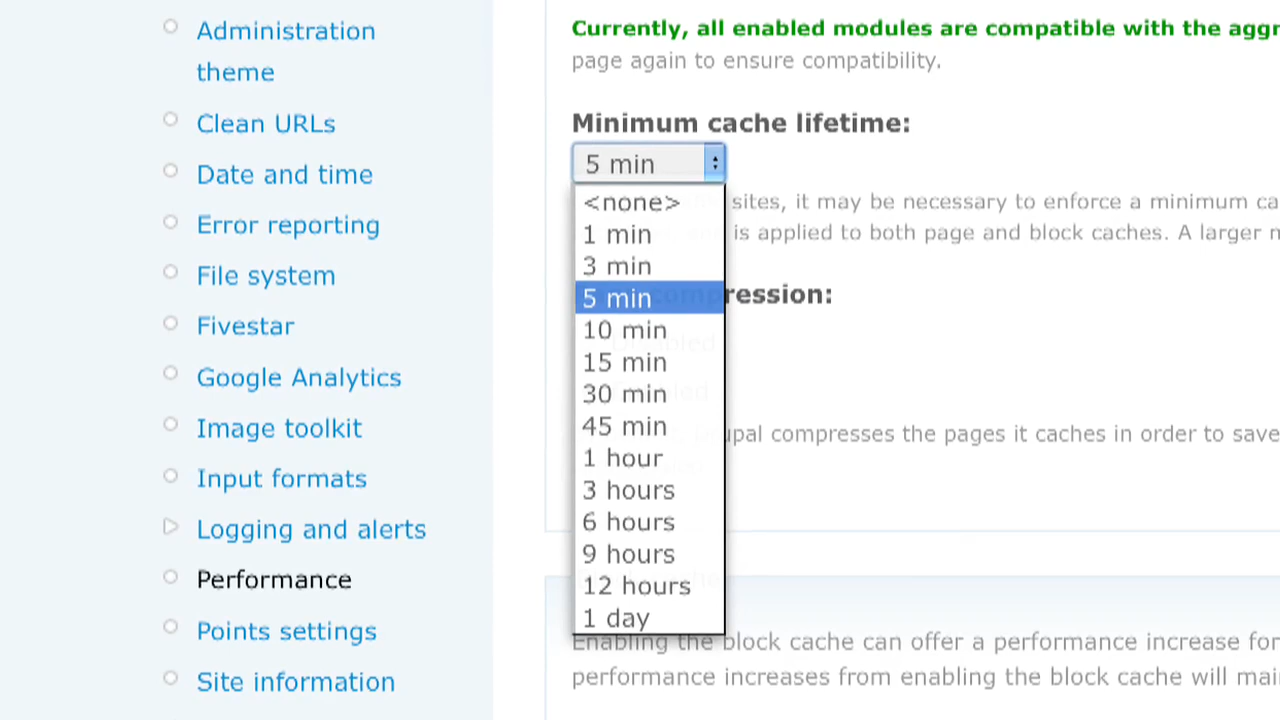 Administration
theme
Clean URLs
Date and time
Error reporting
File system
Fivestar
Google Analytics
Image toolkit
Input formats
Logging and alerts
Performance
Points settings
Site information
Currently, all enabled modules are compatible with the
page again to ensure compatibility.
Minimum cache lifetime:
5 min
<none>
1 min
3 min
5 min
10 min
15 min
30 min
45 min
1 hour
3 hours
6 hours
9 hours
12 hours
1 day
sites, it may be necessary to enforce a minimum
is applied to both page and block caches. A larger
compression:
compresses the pages it caches in order to save
Enabling the block cache can offer a performance increase for
performance increases from enabling the block cache will